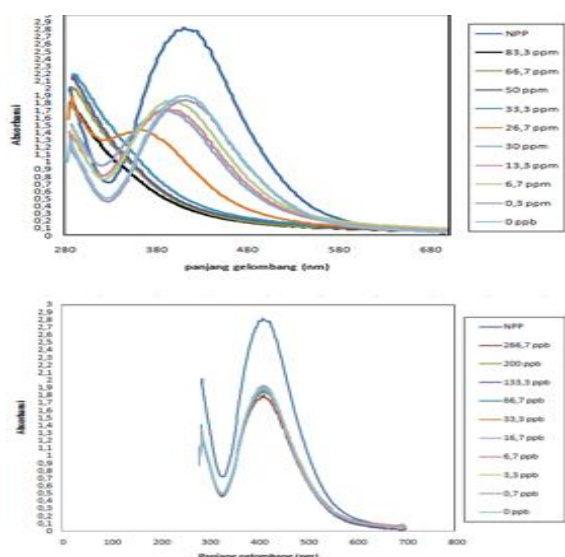 2,9
2,8
2,7
2,6
2,5
2,4
2,3
2,2
2,1
2
1,9
1,8
1,7
1,6
1,5
1,4
1,3
1,2
1,1
1
0,9
0,8
0,7
0,6
0,5
0,4
0,3
0,2
0,1
0
Absorbansi
280 380 480 580 680
panjang gelombang (nm)
NPP
83,3 ppm
66,7 ppm
50 ppm
33,3 ppm
26,7 ppm
30 ppm
13,3 ppm
6,7 ppm
0,3 ppm
0 ppb
3
2,9
2,8
2,7
2,6
2,5
2,4
2,3
2,2
2,1
2
1,9
1,8
1,7
1,6
1,5
1,4
1,3
1,2
1,1
1
0,9
0,8
0,7
0,6
0,5
0,4
0,3
0,2
0,1
0
Absorbansi
0 100 200 300 400 500 600 700 800
Panjang gelombang (nm)
NPP
266,7 ppb
200 ppb
133,3 ppb
66,7 ppb
33,3 ppb
16,7 ppb
6,7 ppb
3,3 ppb
0,7 ppb
0 ppb